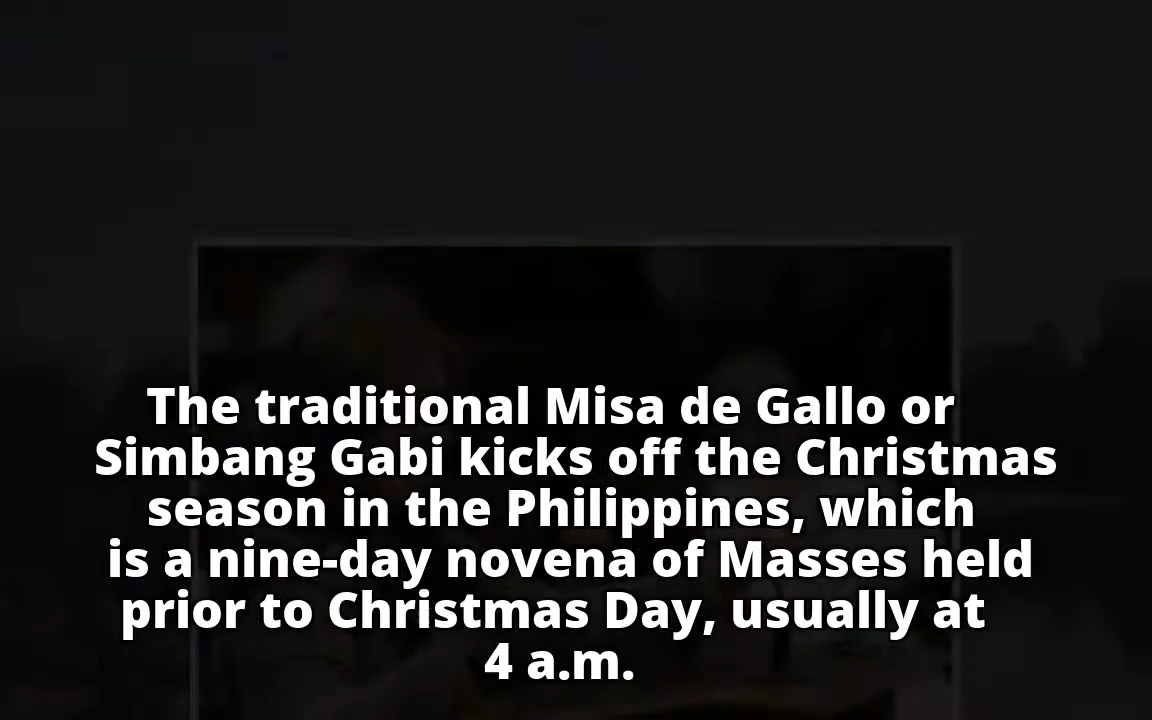 The traditional Misa de Gallo or
Simbang Gabi kicks off the Christmas
season in the Philippines, which
is a nine-day novena of Masses held
prior to Christmas Day, usually at
4 a.m.